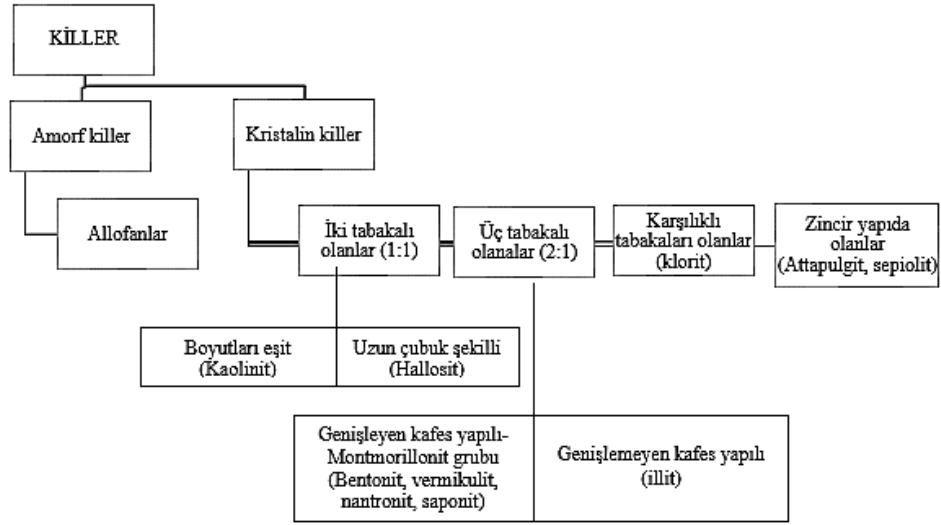 KİLLER
Amorf killer
Kristalin killer
Allofanlar
İki tabakalı
olanlar (1:1)
Üç tabakalı
olanalar (2:1)
Karşılıklı
tabakaları olanlar
(klorit)
Zincir yapıda
olanlar
(Attapulgit, sepiolit)
Boyutları eşit
(Kaolinit)
Uzun çubuk şekilli
(Hallosit)
Genişleyen kafes yapılı-
Montmorillonit grubu
(Bentonit, vermikulit,
nantronit, saponit)
Genişlemeyen kafes yapılı
(illit)